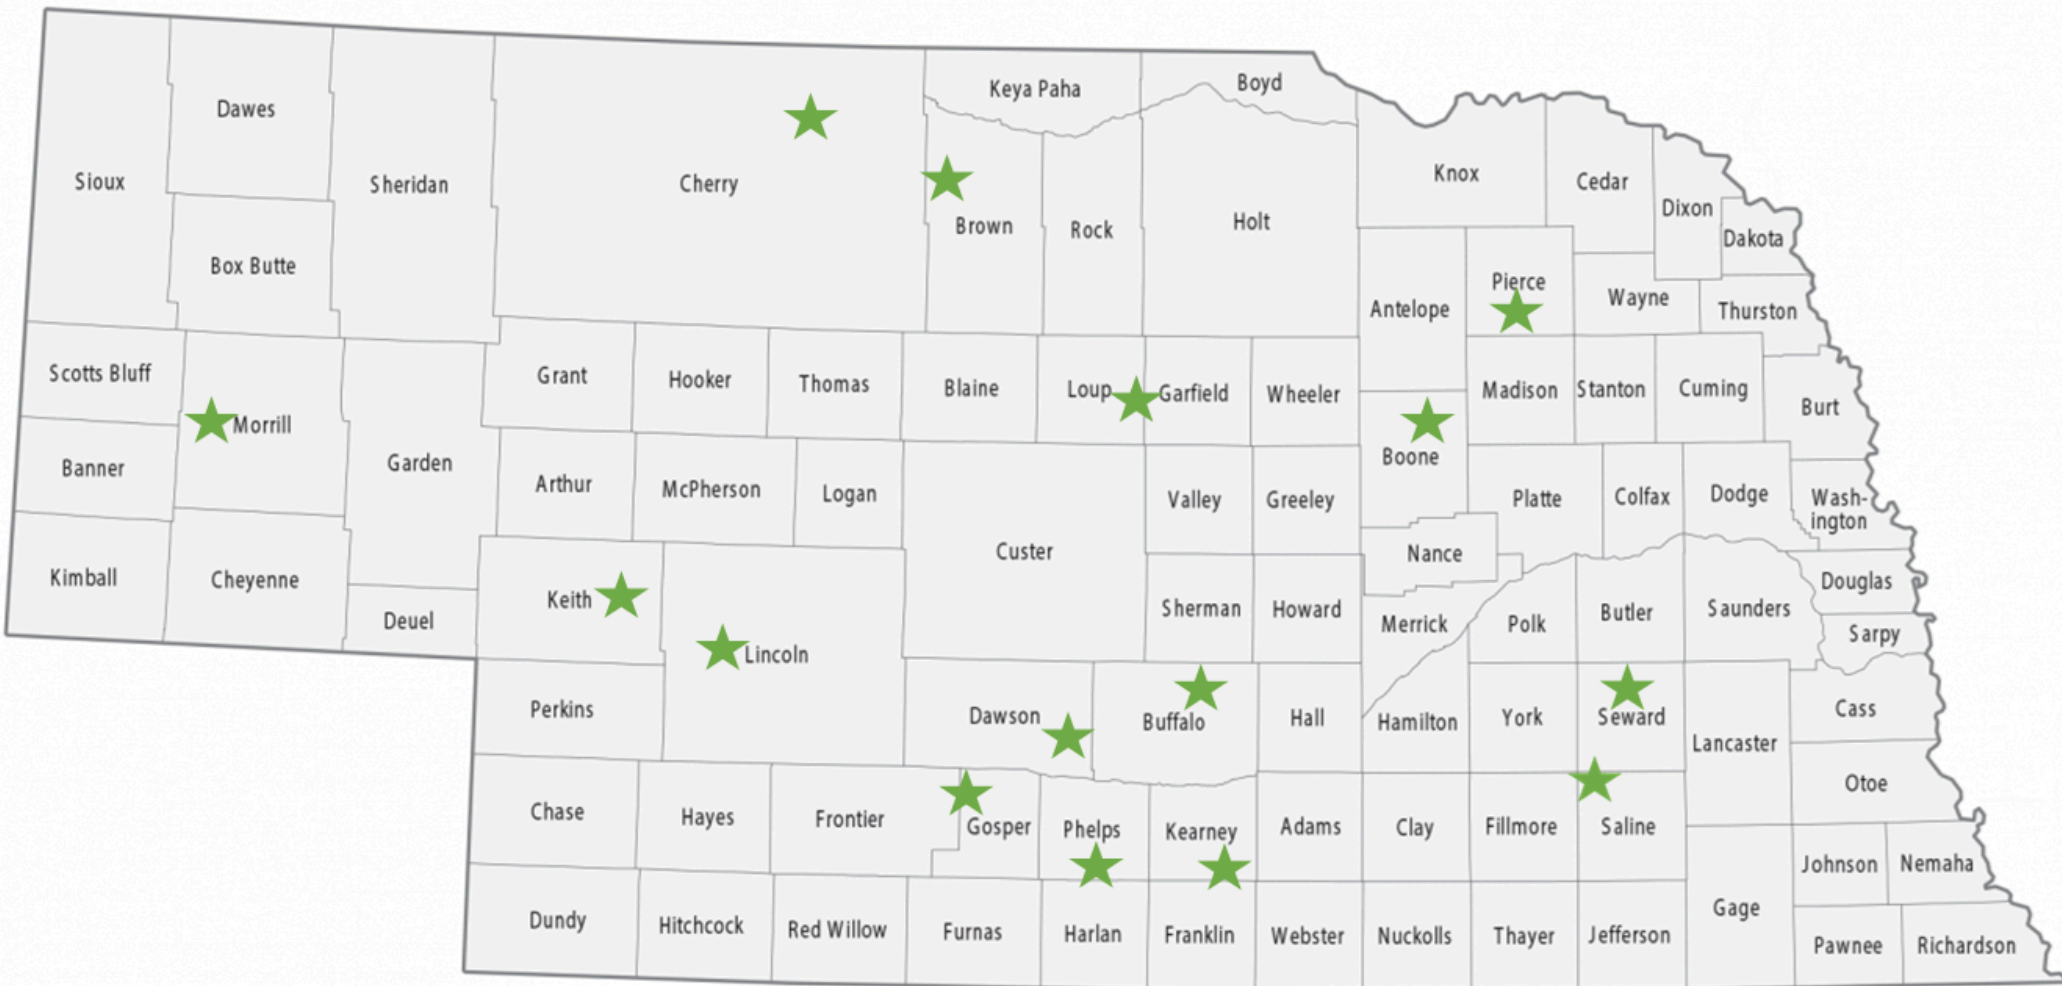 Keya Paha
Boyd
Dawes
Sioux
Sheridan
Cherry
Knox
Cedar
Dixon
Dakota
Brown
Rock
Holt
Box Butte
Pierce
Antelope
Wayne
Thurston
Scotts Bluff
Grant
Hooker
Thomas
Blaine
Loup
Garfield
Wheeler
Madison
Stanton
Cuming
Burt
Morrill
Banner
Garden
Arthur
McPherson
Logan
Valley
Greeley
Boone
Platte
Colfax
Dodge
Wash-
ington
Custer
Nance
Kimball
Cheyenne
Deuel
Keith
Lincoln
Sherman
Howard
Merrick
Polk
Butler
Saunders
Douglas
Sarpy
Perkins
Dawson
Buffalo
Hall
Hamilton
York
Seward
Lancaster
Cass
Otoe
Chase
Hayes
Frontier
Gosper
Phelps
Kearney
Adams
Clay
Fillmore
Saline
Johnson
Nemaha
Gage
Dundy
Hitchcock
Red Willow
Furnas
Harlan
Franklin
Webster
Nuckolls
Thayer
Jefferson
Pawnee
Richardson